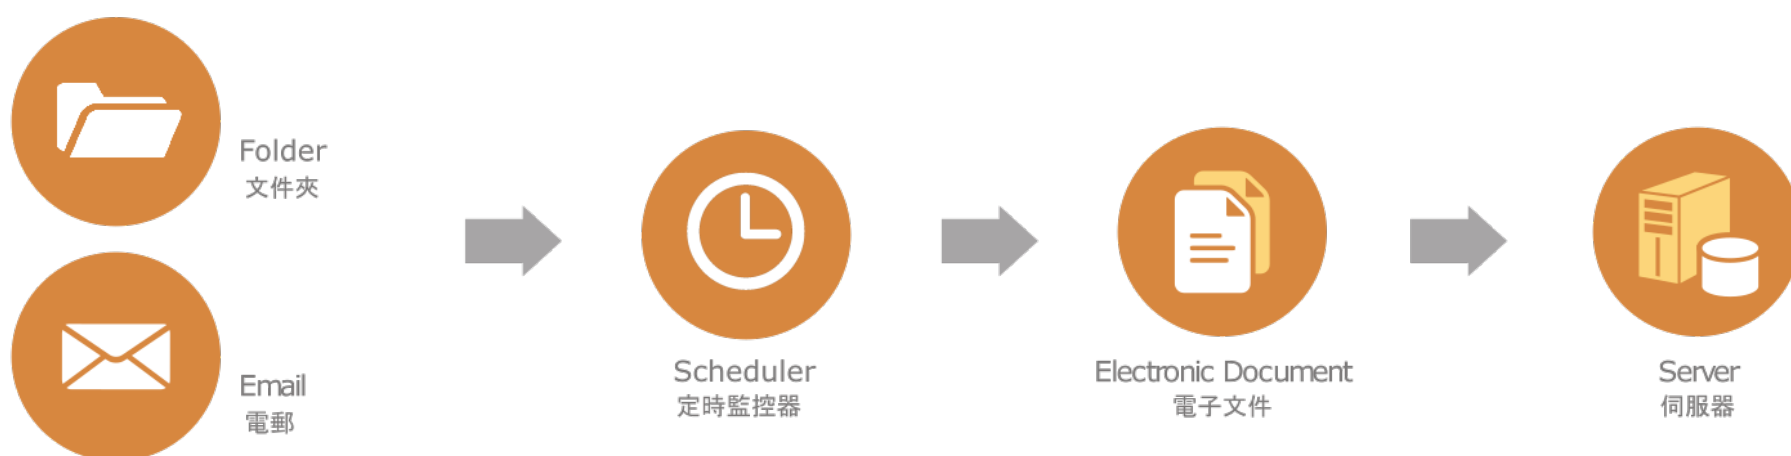 Folder
文件夾
Email
電郵
Scheduler
定時監控器
Electronic Document
電子文件
Server
伺服器